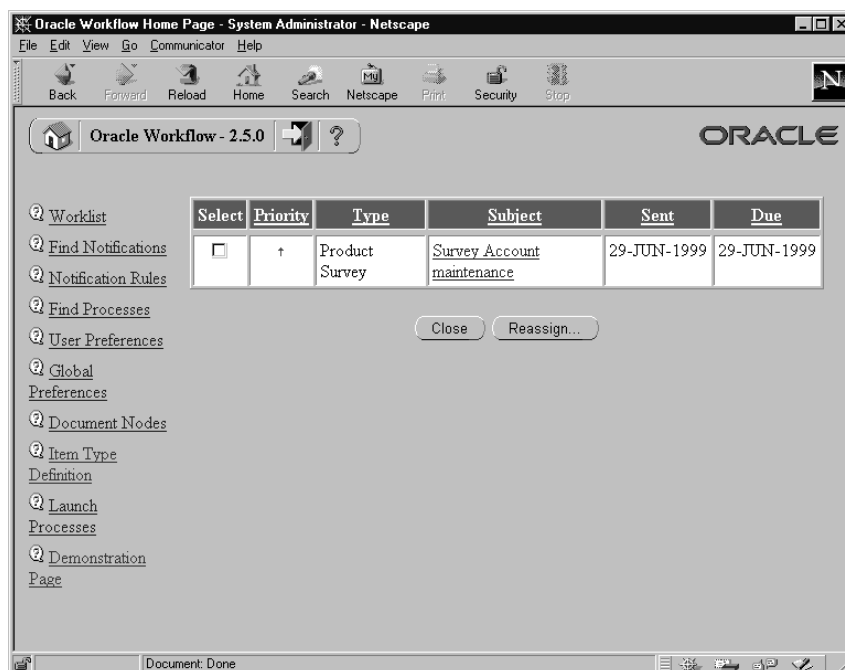 Oracle Workflow Home Page - System Administrator - Netscape
File Edit View Go Communicator Help
Back Forward Reload Home Search Netscape Print Security Stop
My
N
Oracle Workflow - 2.5.0 ?
ORACLE
Worklist
Find Notifications
Notification Rules
Find Processes
User Preferences
Global
Preferences
Document Nodes
Item Type
Definition
Launch
Processes
Demonstration
Page
Select Priority Type Subject Sent Due
↑ Product Survey Account 29-JUN-1999 29-JUN-1999
Survey maintenance
Close Reassign...
Document: Done